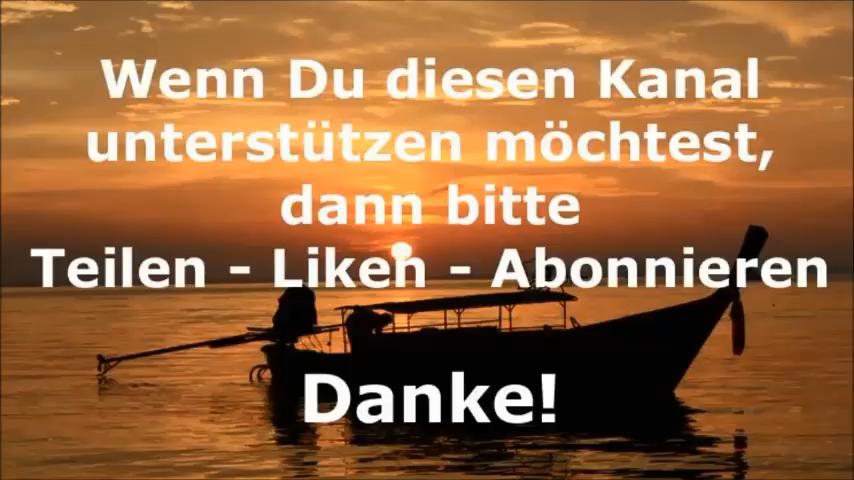 Wenn Du diesen Kanal
unterstützen möchtest,
dann bitte
Teilen - Liken - Abonnieren
Danke!